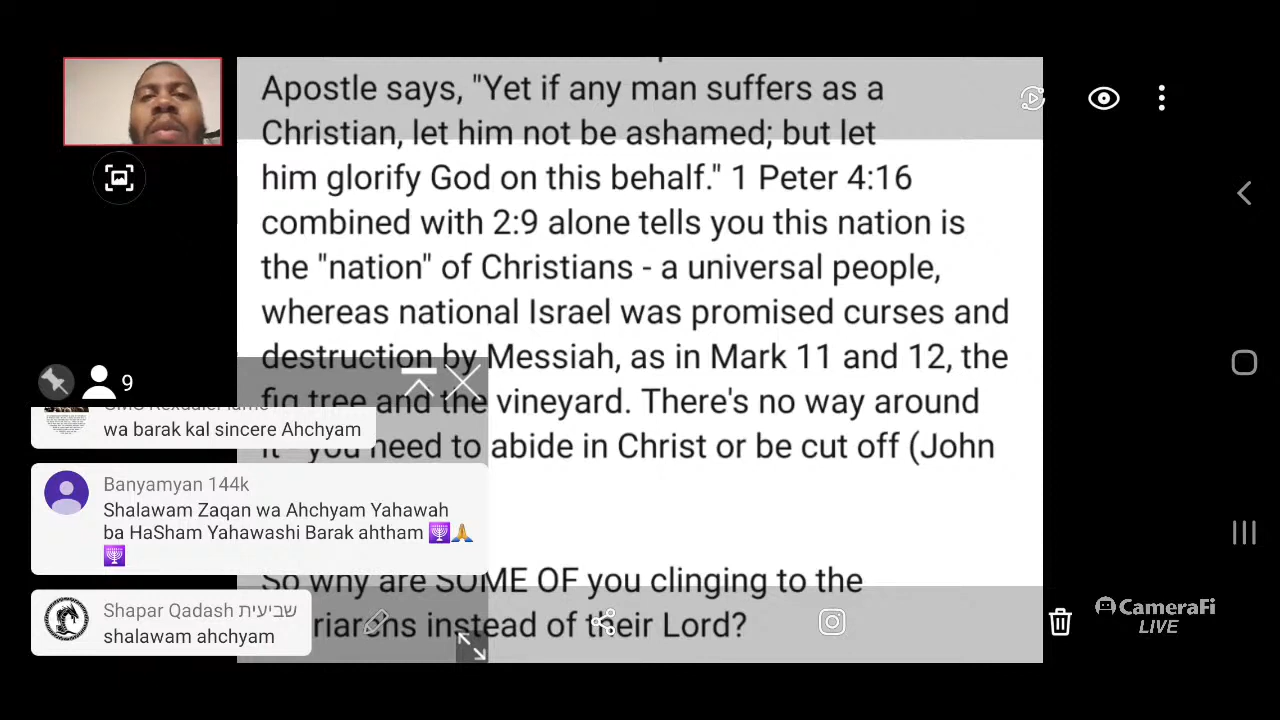 Apostle says, "Yet if any man suffers as a
Christian, let him not be ashamed; but let
him glorify God on this behalf." 1 Peter 4:16
combined with 2:9 alone tells you this nation is
the "nation" of Christians - a universal people,
whereas national Israel was promised curses and
destruction by Messiah, as in Mark 11 and 12, the
fig tree and the vineyard. There's no way around
it - you need to abide in Christ or be cut off (John
So why are SOME OF you clinging to the
instead of their Lord?
9
wa barak kal sincere Ahchyam
Banyamyan 144k
Shalawam Zaqan wa Ahchyam Yahawah
ba HaSham Yahawashi Barak ahtham 🕎🙏
🕎
Shapar Qadash שביעית
shalawam ahchyam
CameraFi
LIVE